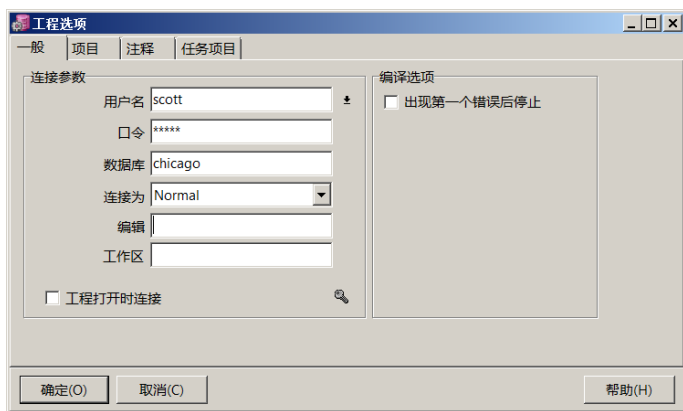 工程选项
一般 项目 注释 任务项目
连接参数
用户名 scott
口令 *****
数据库 chicago
连接为 Normal
编辑
工作区
工程打开时连接
编译选项
出现第一个错误后停止
确定(O) 取消(C) 帮助(H)